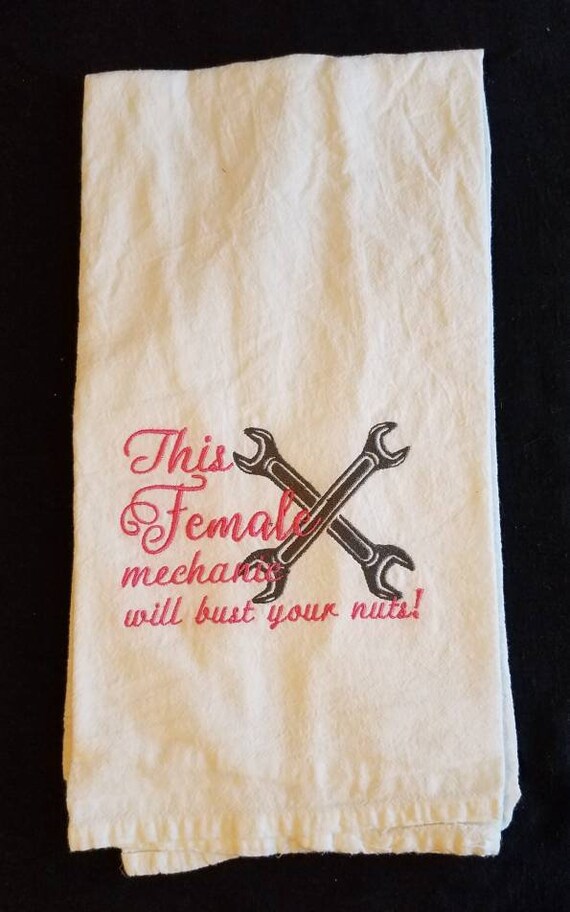 This
Female
mechanic
will bust your nuts!